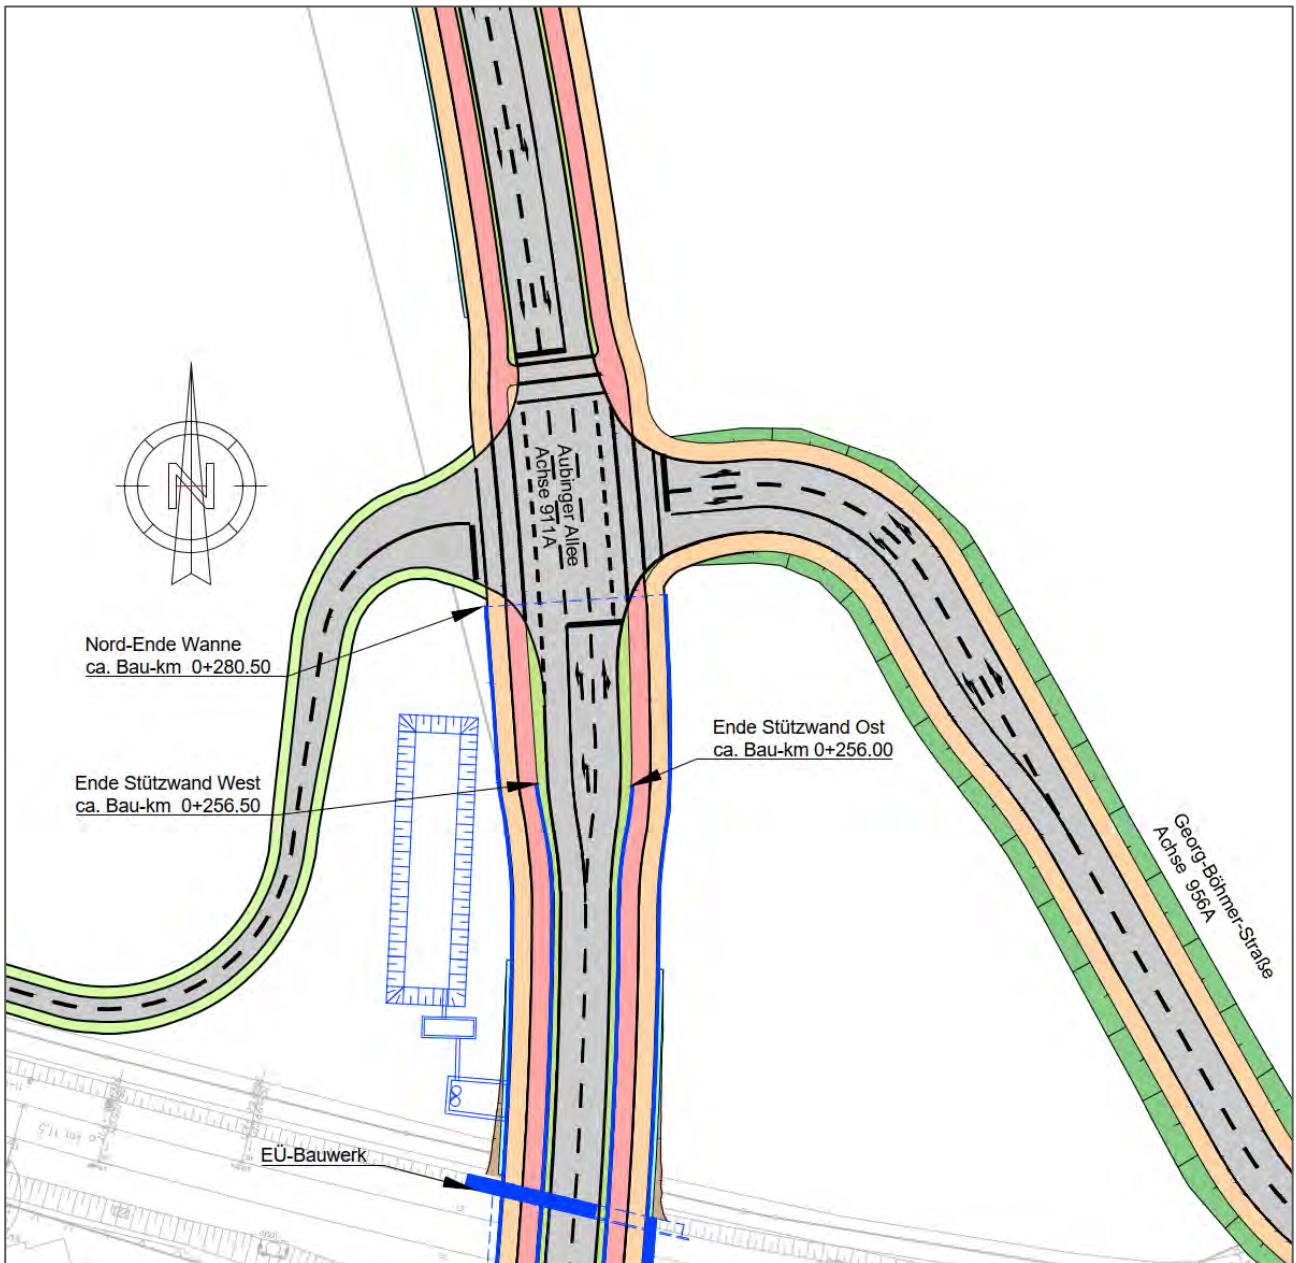 Aubinger Allee
Achse 911A
N
Nord-Ende Wanne
ca. Bau-km 0+280.50
Ende Stützwand Ost
ca. Bau-km 0+256.00
Ende Stützwand West
ca. Bau-km 0+256.50
Georg-Böhmer-Straße
Achse 956A
EÜ-Bauwerk